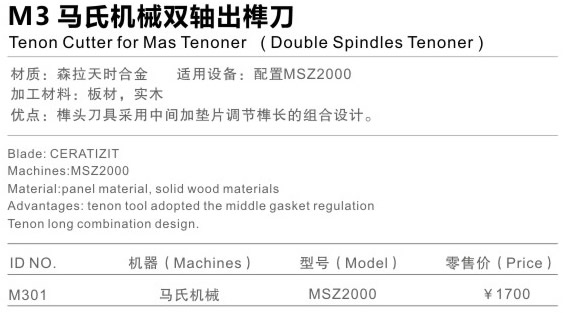 M3 马氏机械双轴出榫刀
Tenon Cutter for Mas Tenoner （Double Spindles Tenoner）
材质：森拉天时合金 适用设备：配置MSZ2000
加工材料：板材，实木
优点：榫头刀具采用中间加垫片调节榫长的组合设计。
Blade: CERATIZIT
Machines:MSZ2000
Material:panel material, solid wood materials
Advantages: tenon tool adopted the middle gasket regulation
Tenon long combination design.
ID NO. 机器（Machines） 型号（Model） 零售价（Price）
M301 马氏机械 MSZ2000 ￥1700